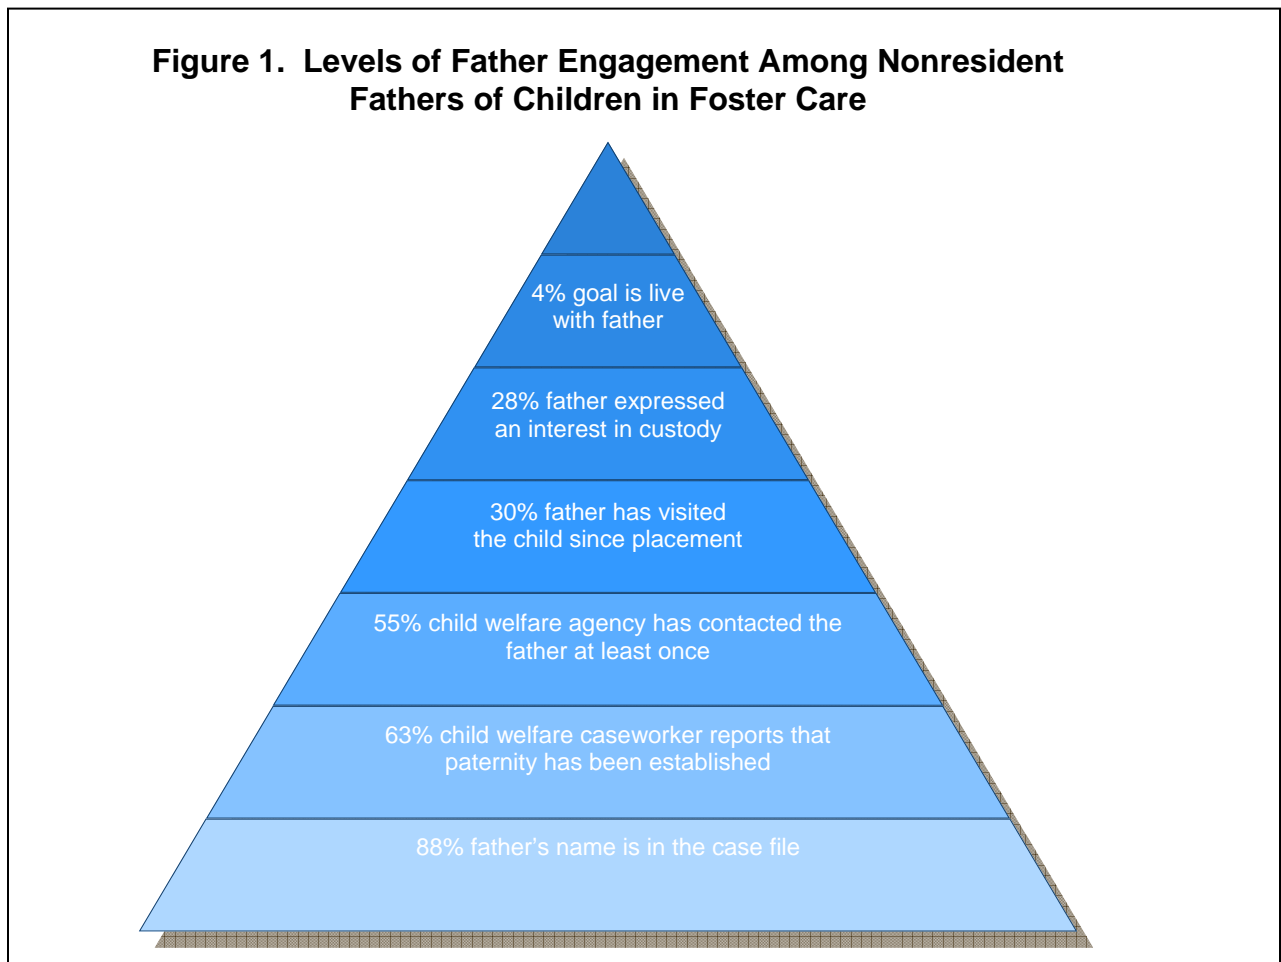 Figure 1.  Levels of Father Engagement Among Nonresident
Fathers of Children in Foster Care
4% goal is live
with father
28% father expressed
an interest in custody
30% father has visited
the child since placement
55% child welfare agency has contacted the
father at least once
63% child welfare caseworker reports that
paternity has been established
88% father’s name is in the case file